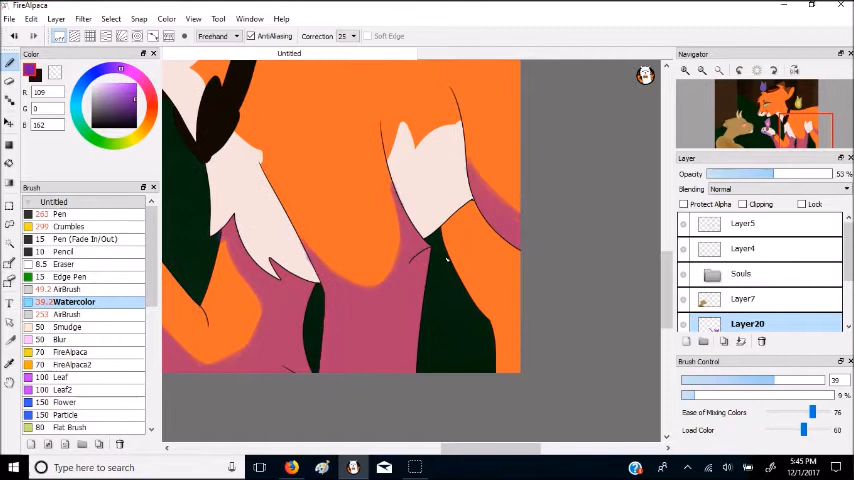 FireAlpaca
File Edit Layer Filter Select Snap Color View Tool Window Help
Freehand AntiAliasing Correction 25 Soft Edge
Color
Untitled
Navigator
R 109
G 0
B 162
Layer
Opacity 53 %
Brush
Blending Normal
Untitled
Protect Alpha Clipping Lock
263 Pen
299 Crumbles
15 Pen (Fade In/Out)
10 Pencil
8.5 Eraser
15 Edge Pen
49.2 AirBrush
39.2 Watercolor
253 AirBrush
50 Smudge
50 Blur
70 FireAlpaca
70 FireAlpaca2
100 Leaf
100 Leaf2
150 Flower
150 Particle
80 Flat Brush
Layer5
Layer4
Souls
Layer7
Layer20
Brush Control
39
9 %
Ease of Mixing Colors 76
Load Color 60
Type here to search
5:45 PM
12/1/2017